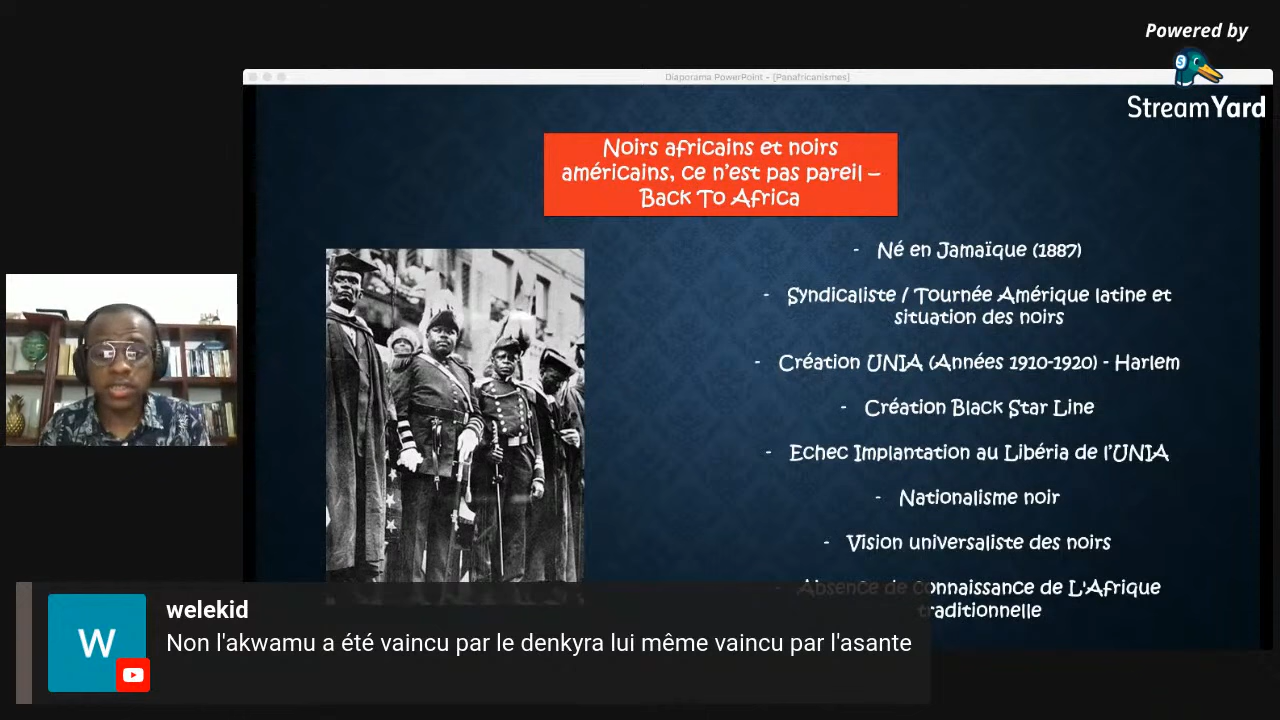 Powered by
StreamYard
Diaporama PowerPoint - [Panafricanismes]
Noirs africains et noirs
américains, ce n’est pas pareil –
Back To Africa
- Né en Jamaïque (1887)
- Syndicaliste / Tournée Amérique latine et
situation des noirs
- Création UNIA (Années 1910-1920) - Harlem
- Création Black Star Line
- Echec Implantation au Libéria de l’UNIA
- Nationalisme noir
- Vision universaliste des noirs
- Absence de connaissance de L'Afrique
traditionnelle
W
welekid
Non l'akwamu a été vaincu par le denkyra lui même vaincu par l'asante